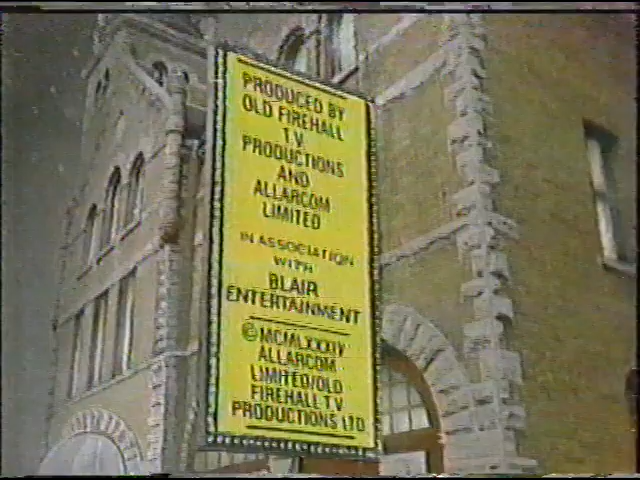 PRODUCED BY
OLD FIREHALL
T.V.
PRODUCTIONS
AND
ALLARCOM
LIMITED
IN ASSOCIATION
WITH
BLAIR
ENTERTAINMENT
©MCMLXXXIV
ALLARCOM
LIMITED/OLD
FIREHALL T.V.
PRODUCTIONS LTD